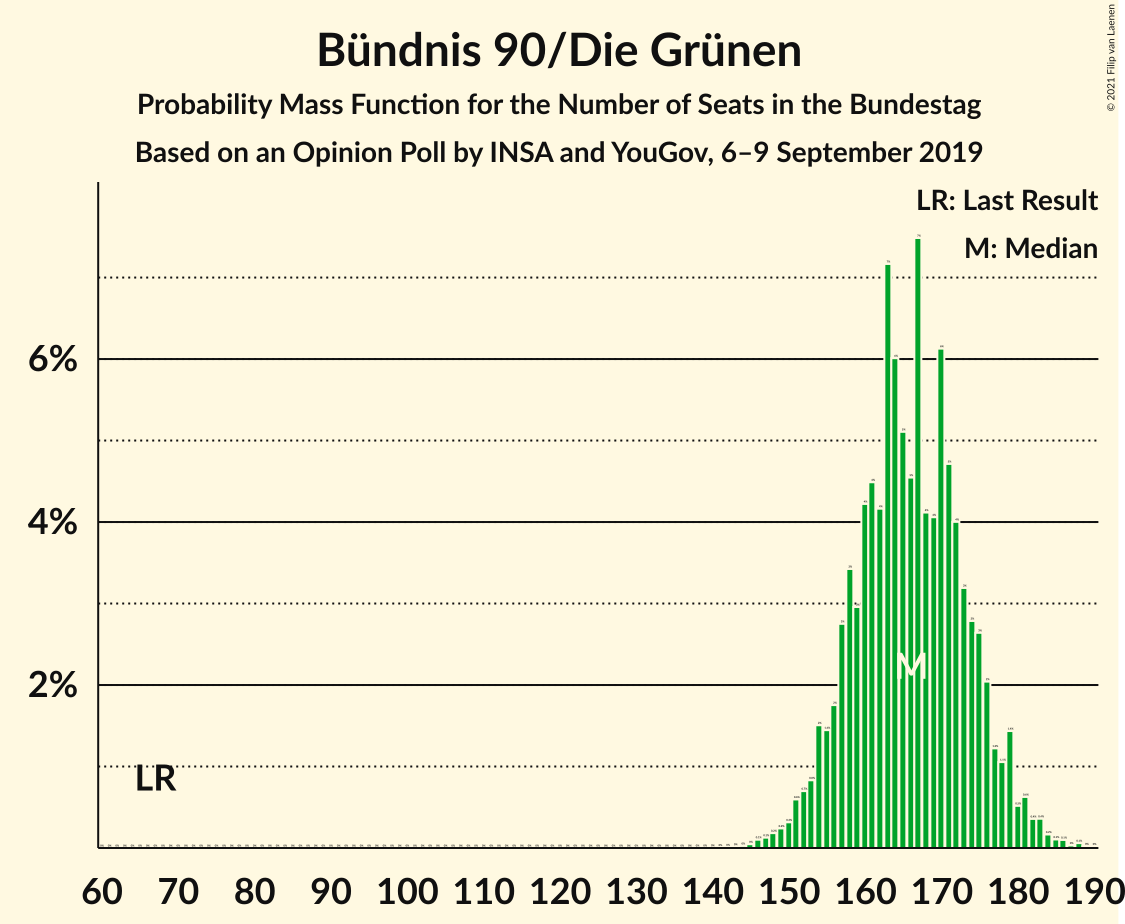 Bündnis 90/Die Grünen
Probability Mass Function for the Number of Seats in the Bundestag
Based on an Opinion Poll by INSA and YouGov, 6–9 September 2019
© 2021 Filip van Laenen
LR: Last Result
M: Median
6%
4%
2%
LR
M
60 70 80 90 100 110 120 130 140 150 160 170 180 190